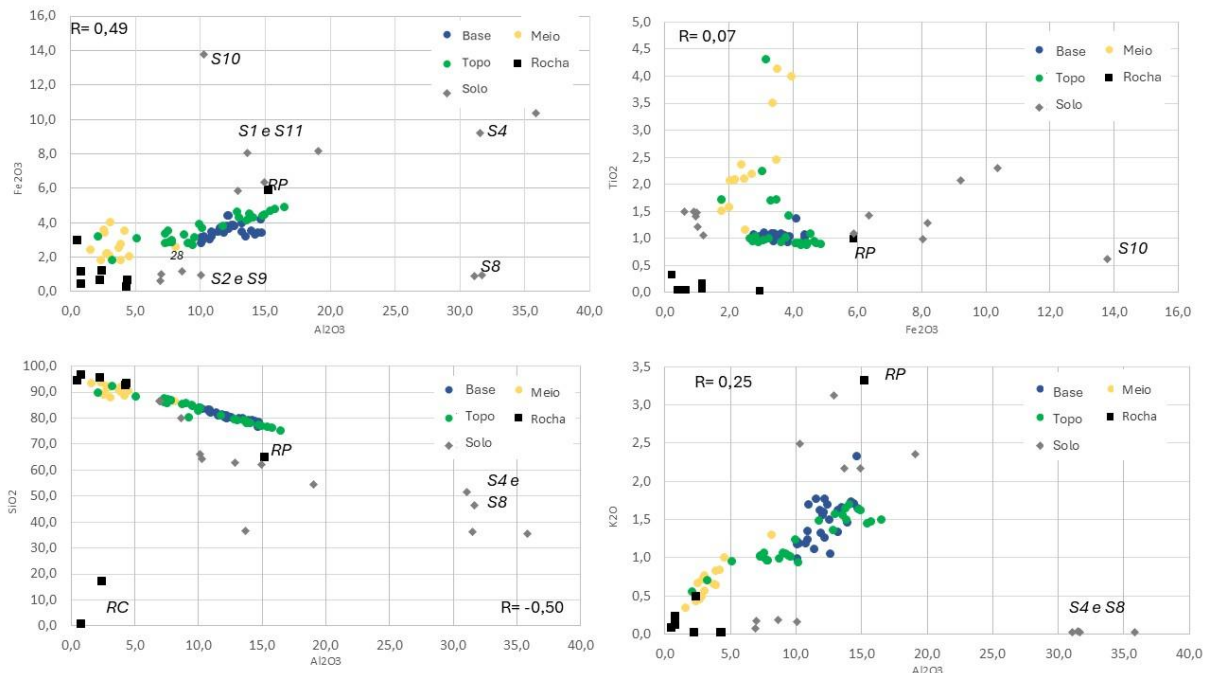 R= 0,49
Base
Meio
Topo
Rocha
Solo
S10
S1 e S11
S4
RP
28
S2 e S9
S8
16,0
14,0
12,0
10,0
8,0
6,0
4,0
2,0
0,0
Fe2O3
0,0 5,0 10,0 15,0 20,0 25,0 30,0 35,0 40,0
Al2O3
R= 0,07
Base
Meio
Topo
Rocha
Solo
RP
S10
5,0
4,5
4,0
3,5
3,0
2,5
2,0
1,5
1,0
0,5
0,0
TiO2
0,0 2,0 4,0 6,0 8,0 10,0 12,0 14,0 16,0
Fe2O3
100,0
90,0
80,0
70,0
60,0
50,0
40,0
30,0
20,0
10,0
0,0
SiO2
Base
Meio
Topo
Rocha
Solo
RP
S4 e
S8
RC
R= -0,50
0,0 5,0 10,0 15,0 20,0 25,0 30,0 35,0 40,0
Al2O3
R= 0,25
RP
Base
Meio
Topo
Rocha
Solo
S4 e S8
3,5
3,0
2,5
2,0
1,5
1,0
0,5
0,0
K2O
0,0 5,0 10,0 15,0 20,0 25,0 30,0 35,0 40,0
Al2O3